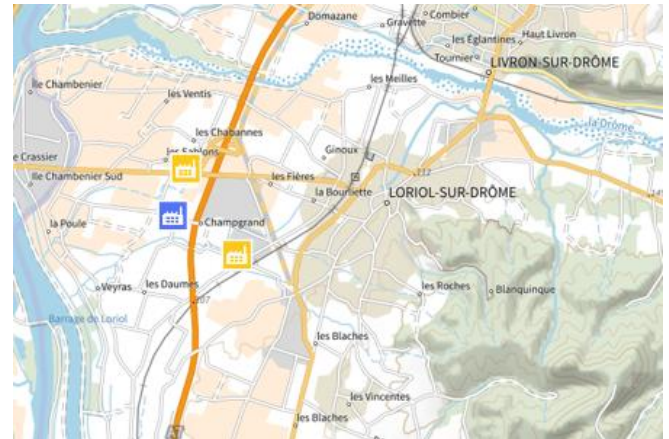 Domazane
Combier
Gravette
les Églantines
Haut Livron
Tournier
LIVRON-SUR-DRÔME
les Meilles
Île Chambenier
les Ventis
la Drôme
les Chabannes
les Sablons
Ginoux
e Crassier
Île Chambenier Sud
les Fières
la Bourliette
LORIOL-SUR-DRÔME
la Poule
Champgrand
Veyras
les Daumes
les Roches
Blanquinque
Barrage de Loriol
les Blaches
les Vincentes
les Blaches